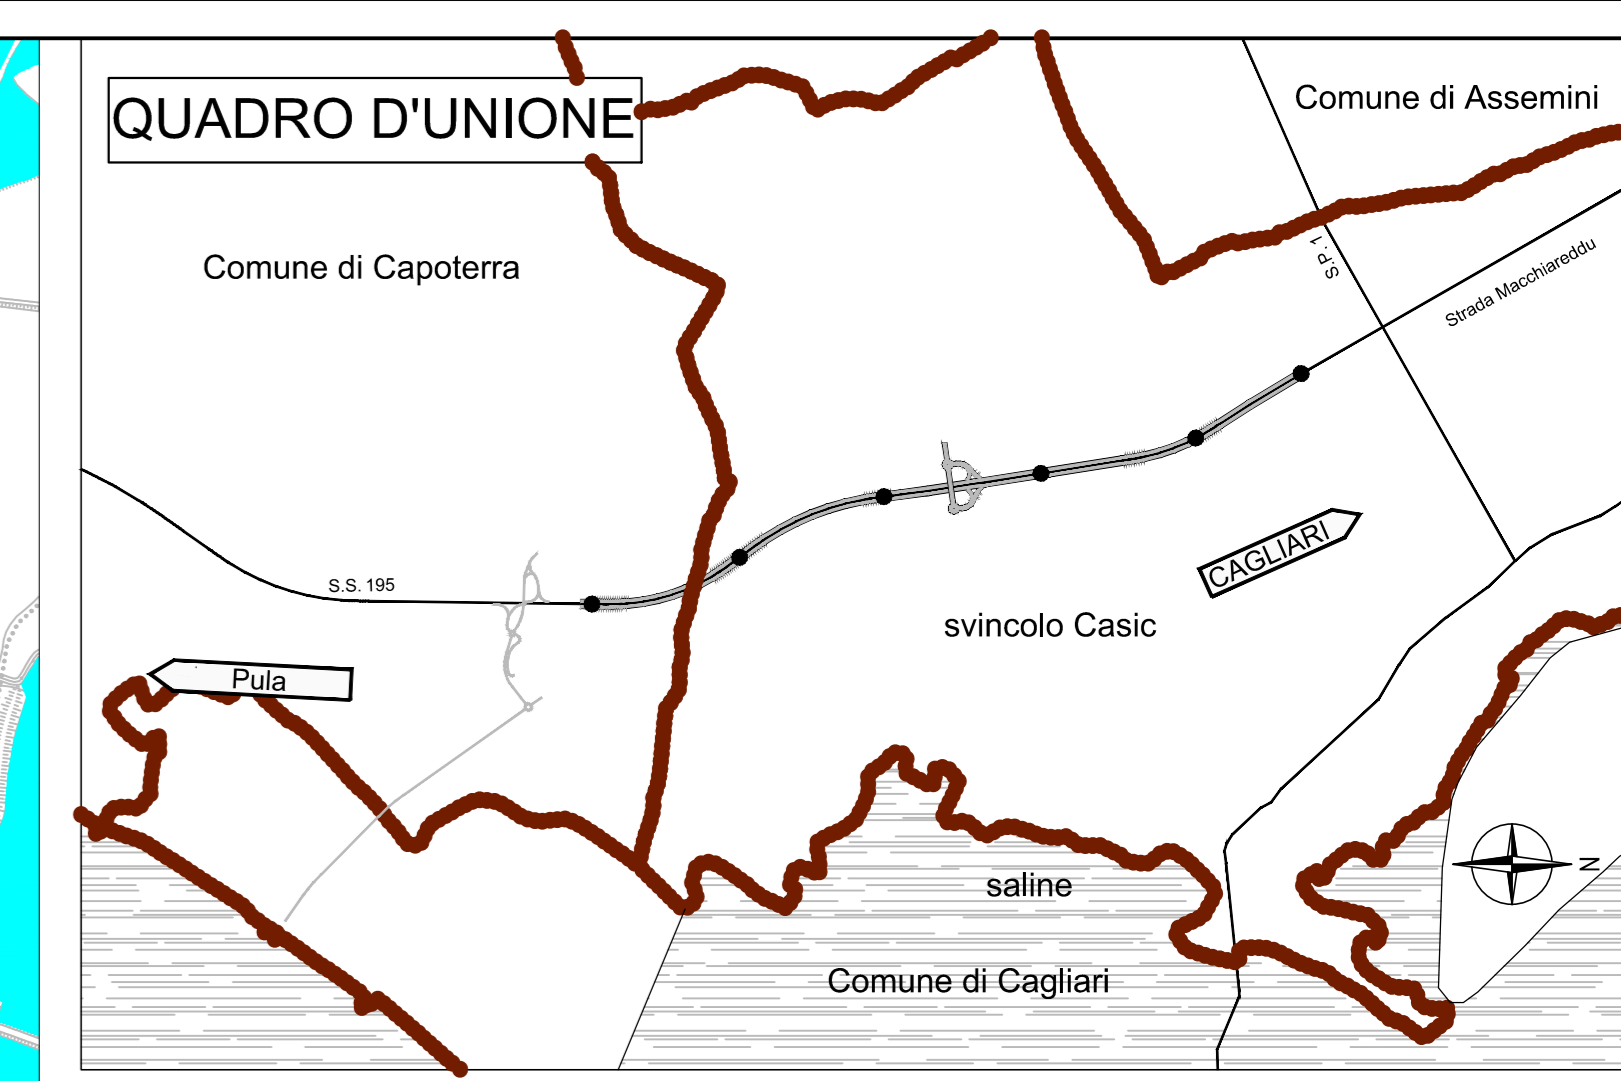 QUADRO D'UNIONE
Comune di Assemini
Comune di Capoterra
S.P. 1
Strada Macchiareddu
CAGLIARI
S.S. 195
svincolo Casic
Pula
saline
N
Comune di Cagliari